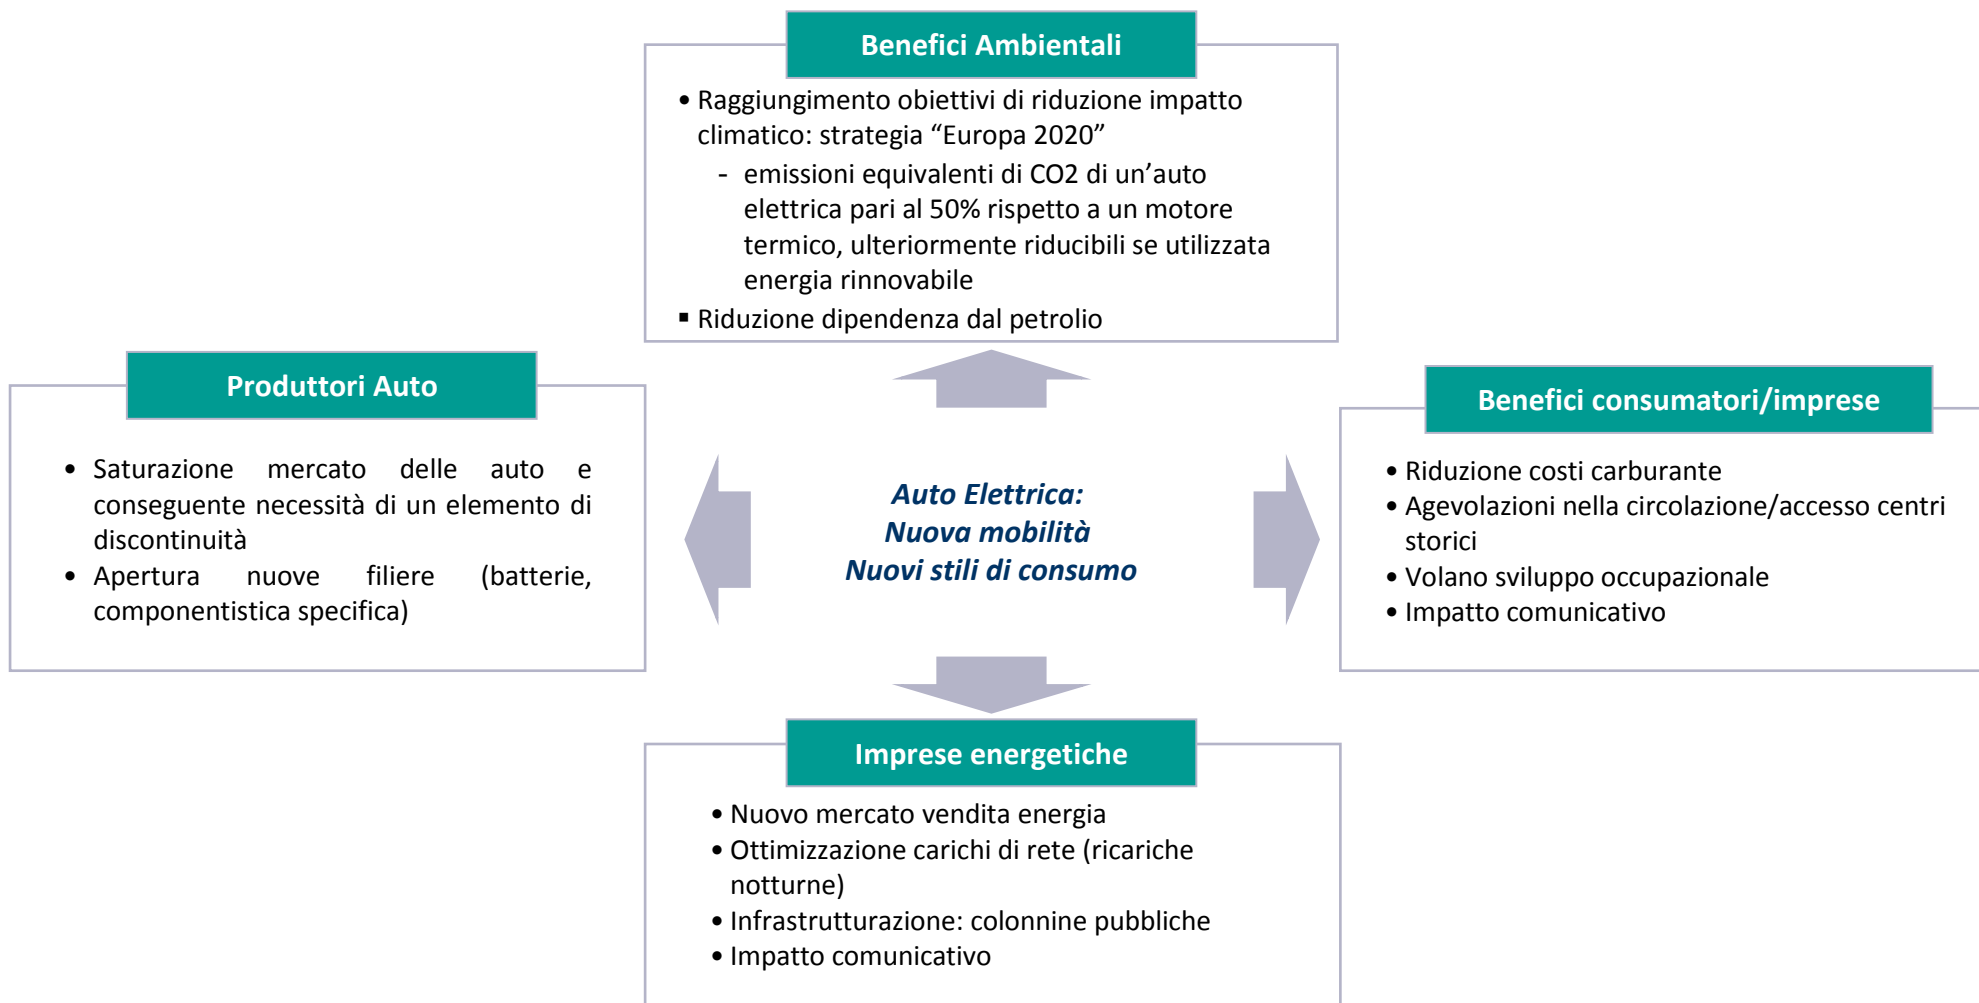 Benefici Ambientali
• Raggiungimento obiettivi di riduzione impatto
climatico: strategia “Europa 2020”
- emissioni equivalenti di CO2 di un’auto
elettrica pari al 50% rispetto a un motore
termico, ulteriormente riducibili se utilizzata
energia rinnovabile
▪ Riduzione dipendenza dal petrolio
Produttori Auto
• Saturazione mercato delle auto e
conseguente necessità di un elemento di
discontinuità
• Apertura nuove filiere (batterie,
componentistica specifica)
Auto Elettrica:
Nuova mobilità
Nuovi stili di consumo
Benefici consumatori/imprese
• Riduzione costi carburante
• Agevolazioni nella circolazione/accesso centri
storici
• Volano sviluppo occupazionale
• Impatto comunicativo
Imprese energetiche
• Nuovo mercato vendita energia
• Ottimizzazione carichi di rete (ricariche
notturne)
• Infrastrutturazione: colonnine pubbliche
• Impatto comunicativo